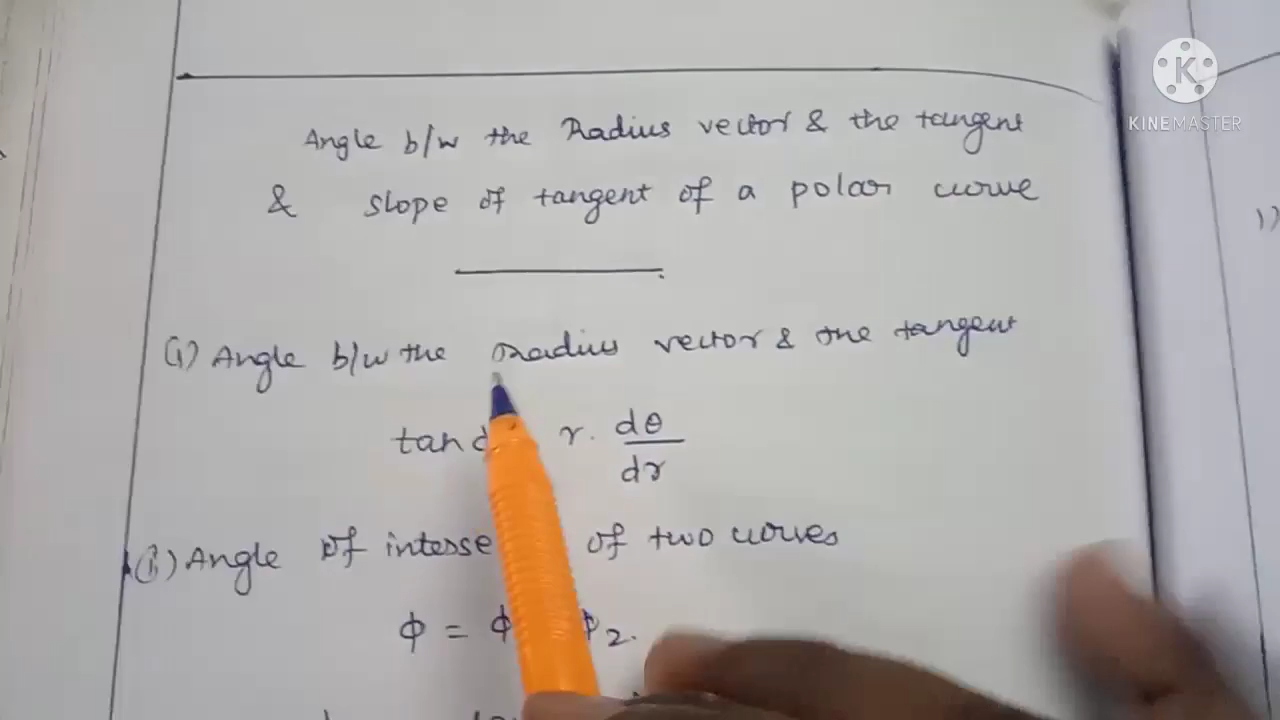 K
KINEMASTER
Angle b/w the Radius vector & the tangent
& slope of tangent of a polar curve
1)
(i) Angle b/w the radius vector & the tangent
tan r. dθ
dr
(ii) Angle of of two curves
φ = φ φ2.